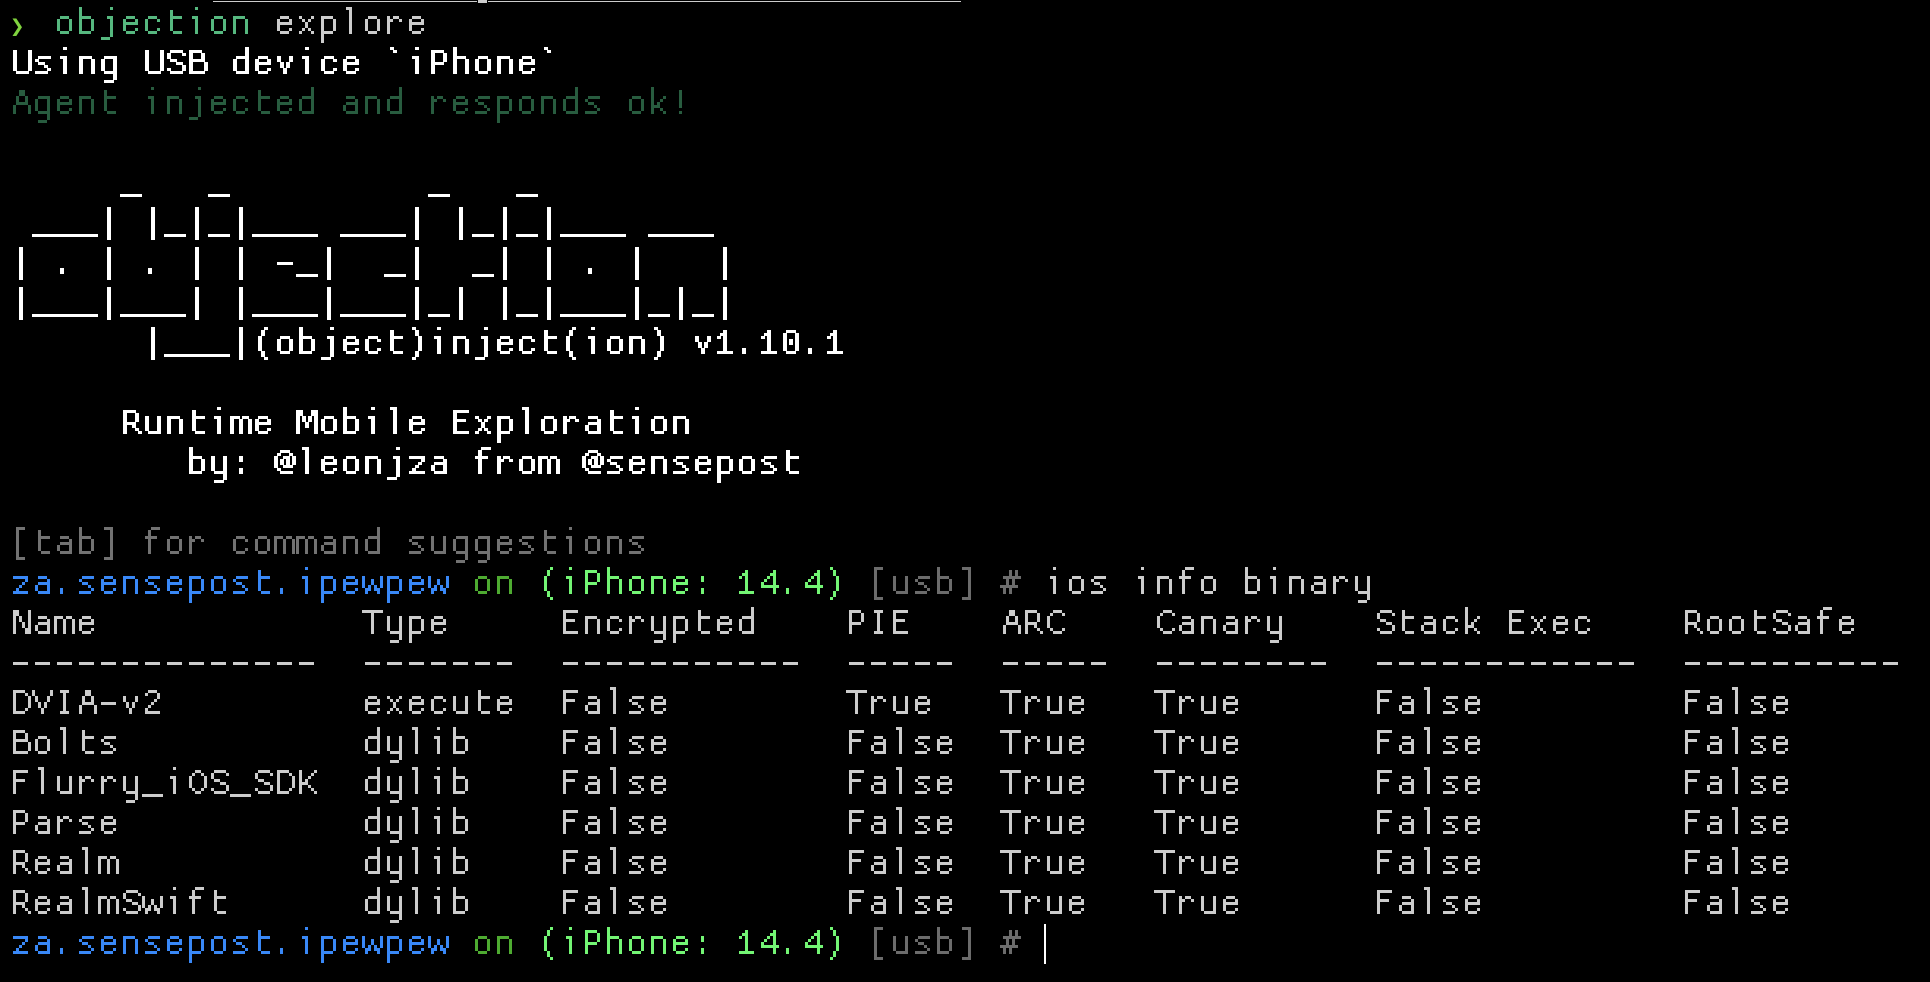 ❯ objection explore
Using USB device `iPhone`
Agent injected and responds ok!
     _   _         _   _
 ___| |_|_|___ ___| |_|_|___ ___
| . | . | | -_|  _|  _| | . |   |
|___|___| |___|___|_| |_|___|_|_|
      |___|(object)inject(ion) v1.10.1
     Runtime Mobile Exploration
        by: @leonjza from @sensepost
[tab] for command suggestions
za.sensepost.ipewpew on (iPhone: 14.4) [usb] # ios info binary
Name            Type     Encrypted    PIE    ARC    Canary    Stack Exec    RootSafe
--------------  -------  -----------  -----  -----  --------  ------------  ----------
DVIA-v2         execute  False        True   True   True      False         False
Bolts           dylib    False        False  True   True      False         False
Flurry_iOS_SDK  dylib    False        False  True   True      False         False
Parse           dylib    False        False  True   True      False         False
Realm           dylib    False        False  True   True      False         False
RealmSwift      dylib    False        False  True   True      False         False
za.sensepost.ipewpew on (iPhone: 14.4) [usb] #